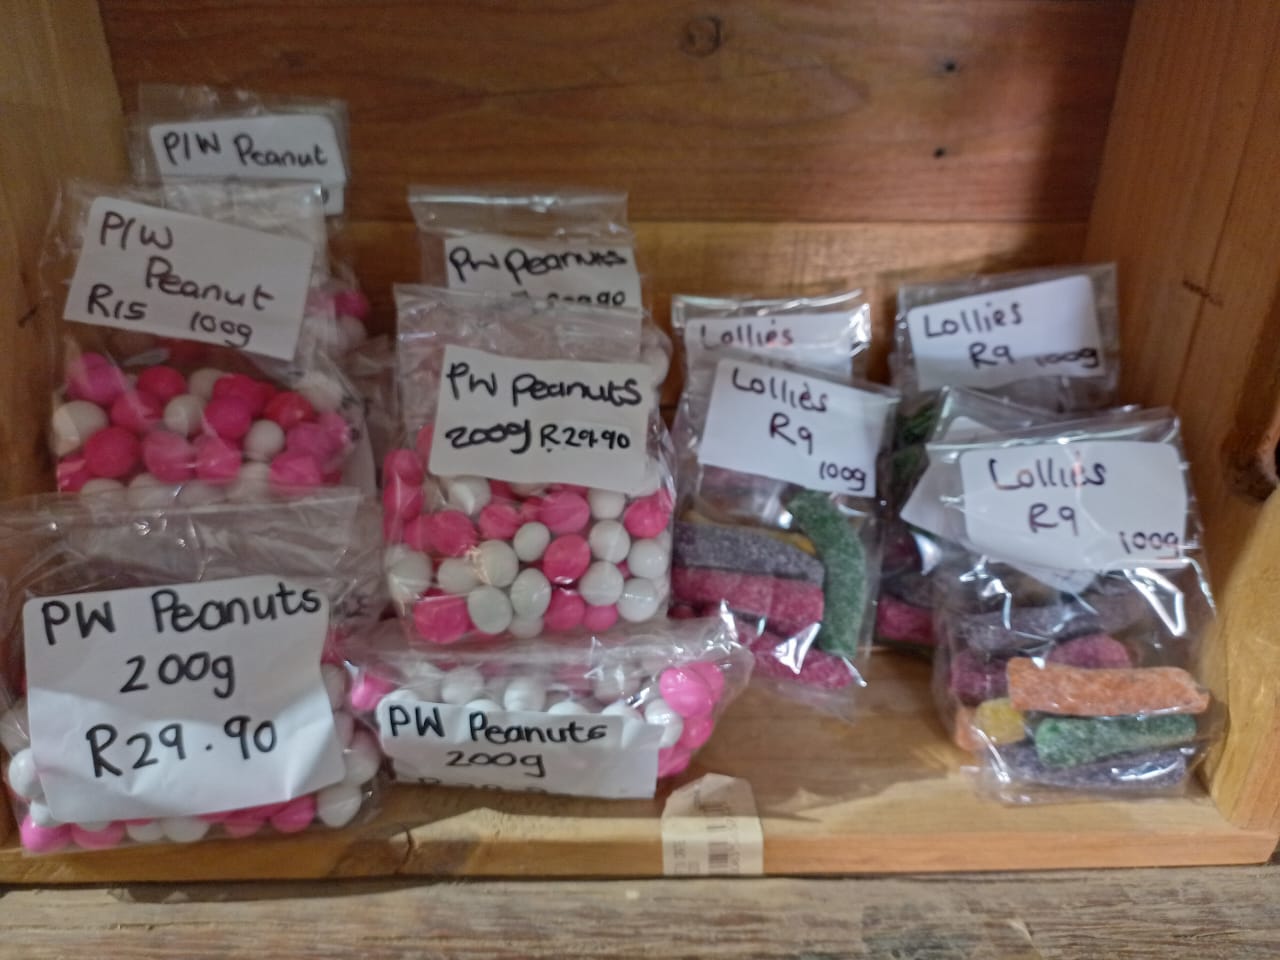 P/W Peanut
P/W
Peanut
R15 100g
PW Peanuts
PW Peanuts
200g R29.90
Lollies
Lollies
R9
100g
Lollies
R9 100g
Lollies
R9
100g
PW Peanuts
200g
R29.90
PW Peanuts
200g